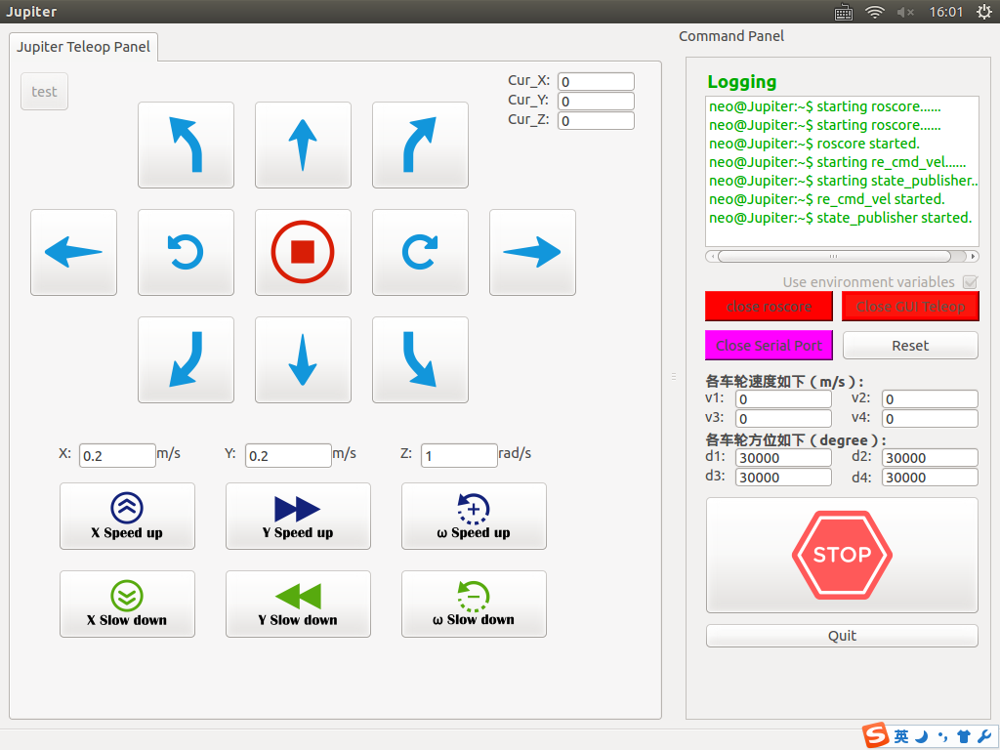 Jupiter
16:01
Jupiter Teleop Panel
test
Cur_X: 0
Cur_Y: 0
Cur_Z: 0
X: 0.2 m/s
Y: 0.2 m/s
Z: 1 rad/s
X Speed up
Y Speed up
ω Speed up
X Slow down
Y Slow down
ω Slow down
Command Panel
Logging
neo@Jupiter:~$ starting roscore......
neo@Jupiter:~$ starting roscore......
neo@Jupiter:~$ roscore started.
neo@Jupiter:~$ starting re_cmd_vel......
neo@Jupiter:~$ starting state_publisher..
neo@Jupiter:~$ re_cmd_vel started.
neo@Jupiter:~$ state_publisher started.
Use environment variables
close roscore
Close GUI Teleop
Close Serial Port
Reset
各车轮速度如下（m/s）:
v1: 0 v2: 0
v3: 0 v4: 0
各车轮方位如下（degree）:
d1: 30000 d2: 30000
d3: 30000 d4: 30000
STOP
Quit
S 英